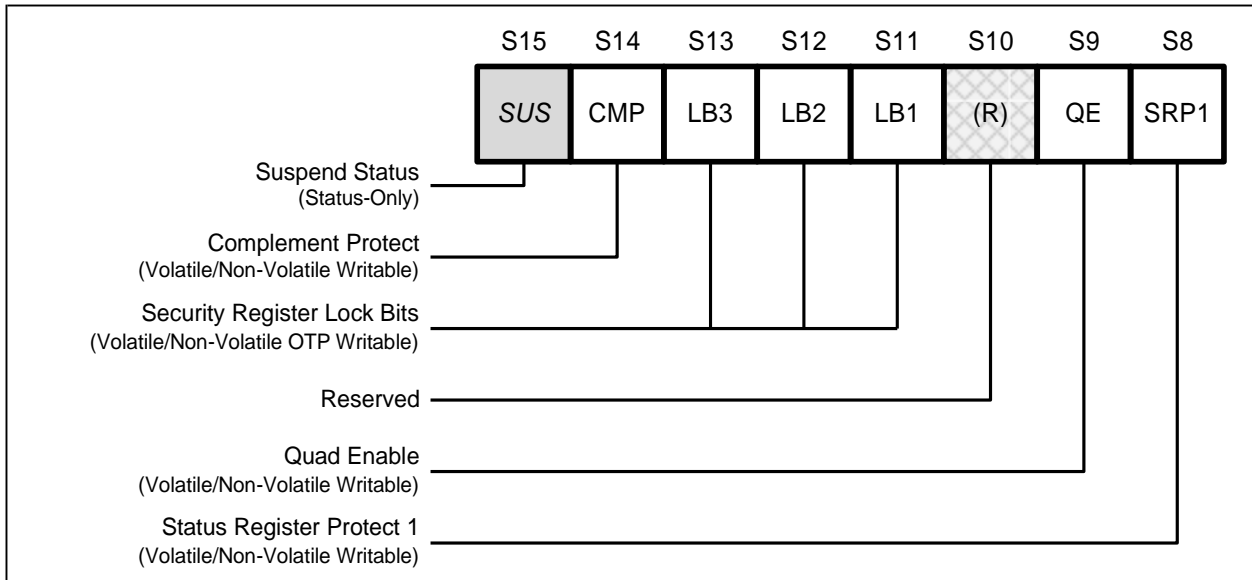 S15 S14 S13 S12 S11 S10 S9 S8
SUS CMP LB3 LB2 LB1 (R) QE SRP1
Suspend Status
(Status-Only)
Complement Protect
(Volatile/Non-Volatile Writable)
Security Register Lock Bits
(Volatile/Non-Volatile OTP Writable)
Reserved
Quad Enable
(Volatile/Non-Volatile Writable)
Status Register Protect 1
(Volatile/Non-Volatile Writable)